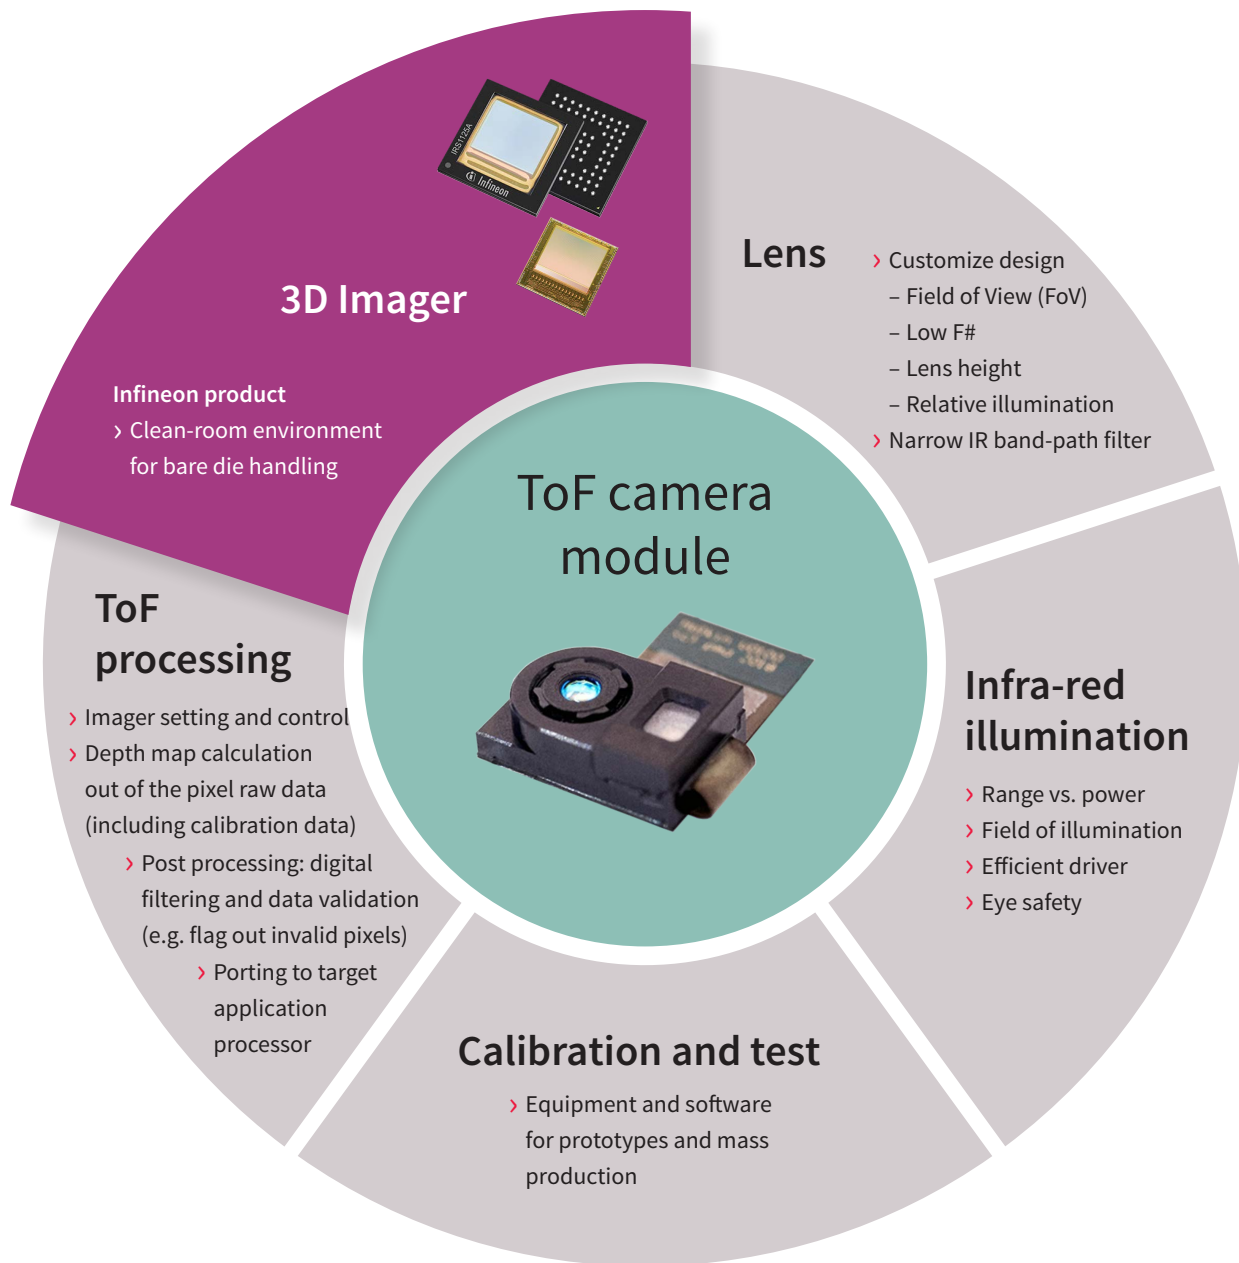 IRS1125A
Infineon
3D Imager
Infineon product
› Clean-room environment
for bare die handling
Lens
› Customize design
– Field of View (FoV)
– Low F#
– Lens height
– Relative illumination
› Narrow IR band-path filter
ToF camera
module
Infra-red
illumination
› Range vs. power
› Field of illumination
› Efficient driver
› Eye safety
Calibration and test
› Equipment and software
for prototypes and mass
production
ToF
processing
› Imager setting and control
› Depth map calculation
out of the pixel raw data
(including calibration data)
› Post processing: digital
filtering and data validation
(e.g. flag out invalid pixels)
› Porting to target
application
processor